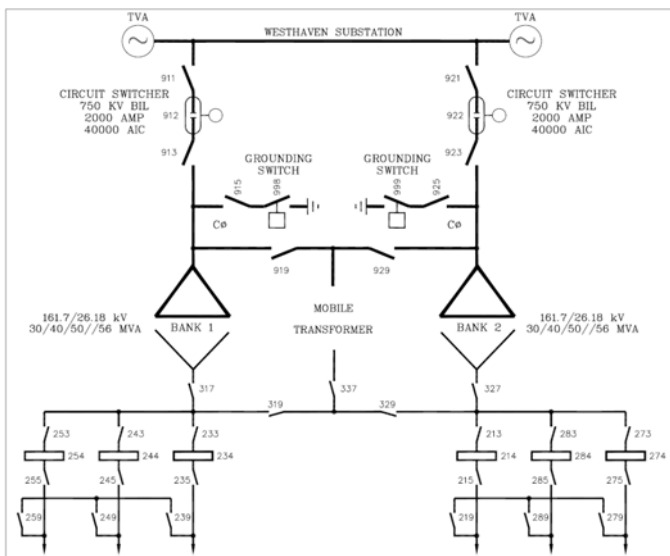 TVA
TVA
WESTHAVEN SUBSTATION
911
921
CIRCUIT SWITCHER
750 KV BIL
2000 AMP
40000 AIC
912
922
CIRCUIT SWITCHER
750 KV BIL
2000 AMP
40000 AIC
913
923
GROUNDING
SWITCH
GROUNDING
SWITCH
915
998
999
925
CØ
CØ
919
929
161.7/26.18 kV
30/40/50//56 MVA
BANK 1
MOBILE
TRANSFORMER
BANK 2
161.7/26.18 kV
30/40/50//56 MVA
317
337
327
319
329
253
243
233
213
283
273
254
244
234
214
284
274
255
245
235
215
285
275
259
249
239
219
289
279